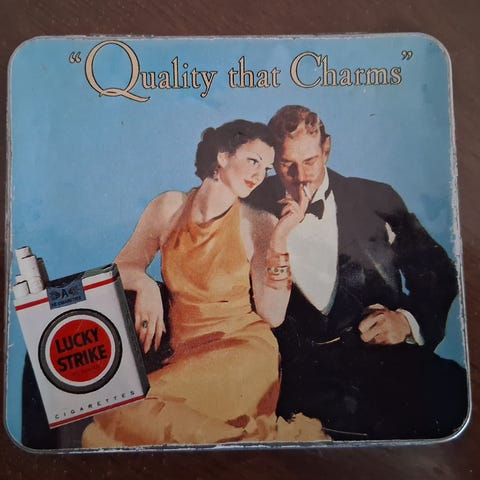 “Quality that Charms”
LUCKY
STRIKE
CIGARETTES